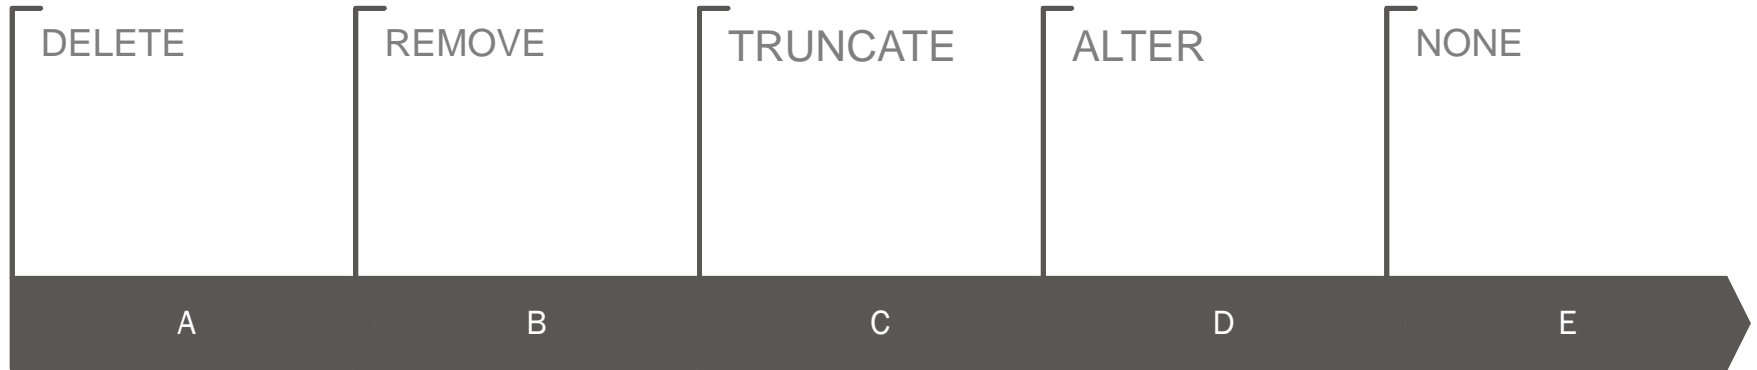 DELETE
REMOVE
TRUNCATE
ALTER
NONE
A
B
C
D
E